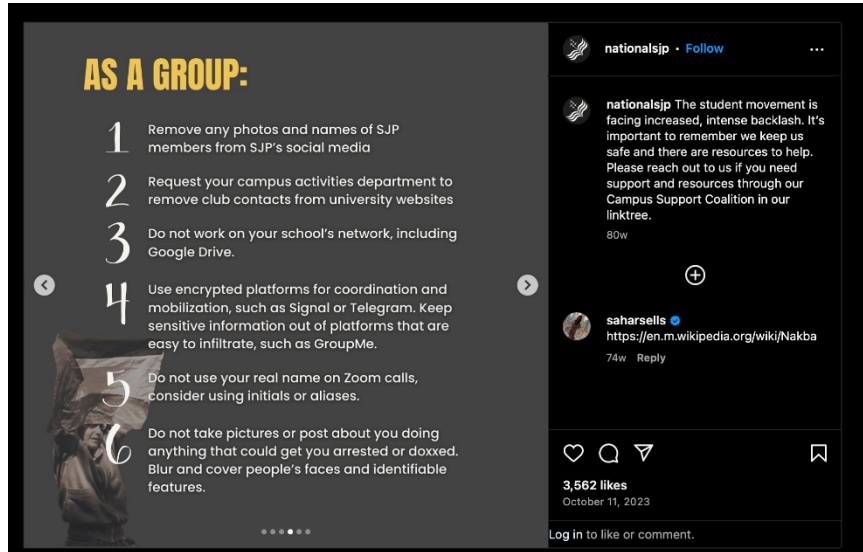 AS A GROUP:
1 Remove any photos and names of SJP
members from SJP's social media
2 Request your campus activities department to
remove club contacts from university websites
3 Do not work on your school's network, including
Google Drive.
4 Use encrypted platforms for coordination and
mobilization, such as Signal or Telegram. Keep
sensitive information out of platforms that are
easy to infiltrate, such as GroupMe.
5 Do not use your real name on Zoom calls,
consider using initials or aliases.
6 Do not take pictures or post about you doing
anything that could get you arrested or doxxed.
Blur and cover people's faces and identifiable
features.
nationalsjp • Follow
nationalsjp The student movement is
facing increased, intense backlash. It's
important to remember we keep us
safe and there are resources to help.
Please reach out to us if you need
support and resources through our
Campus Support Coalition in our
linktree.
80w
saharsells
https://en.m.wikipedia.org/wiki/Nakba
74w Reply
3,562 likes
October 11, 2023
Log in to like or comment.